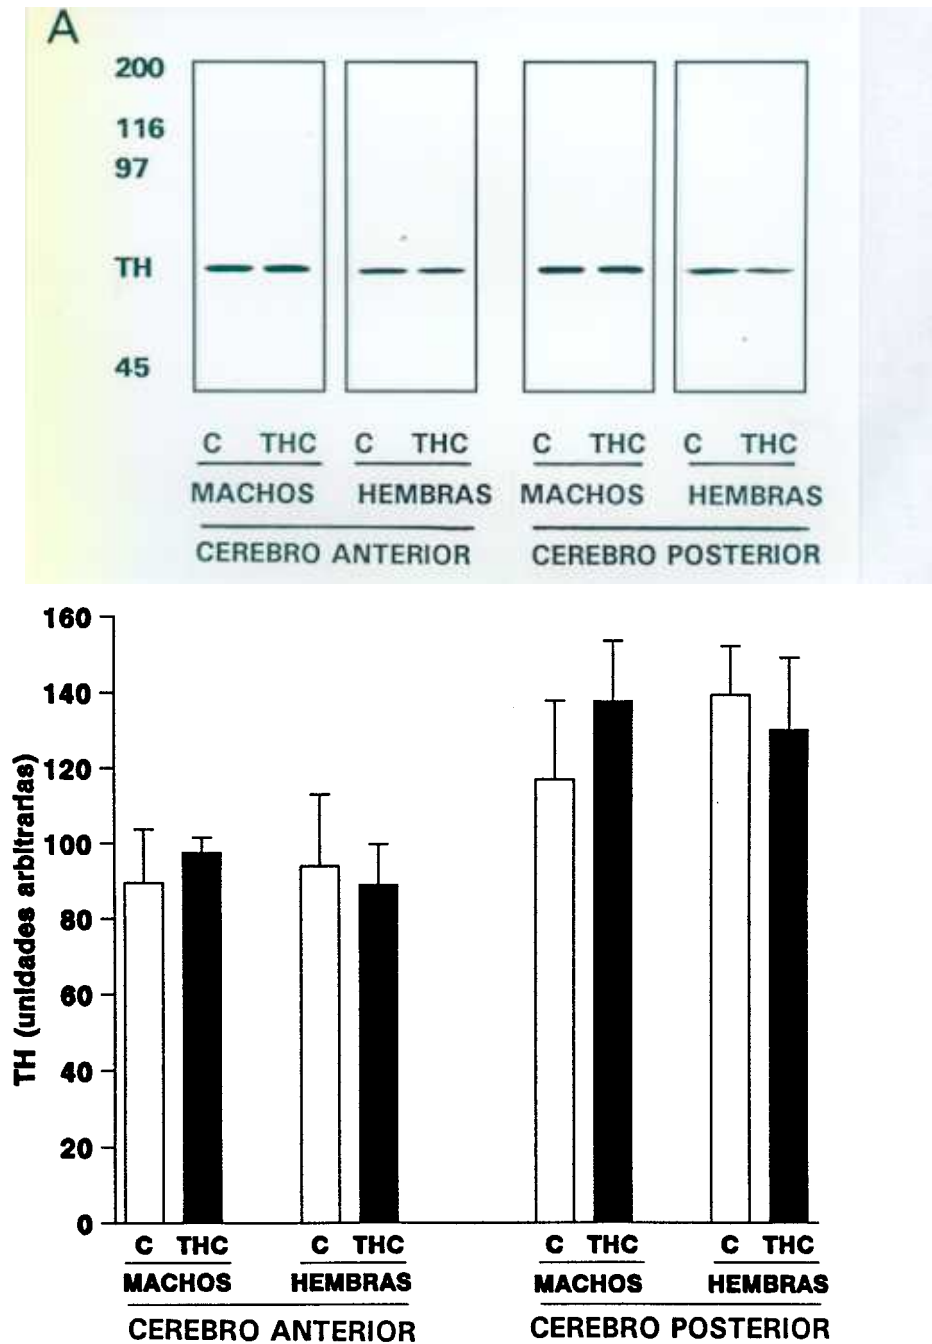 A
200
116
97
TH
45
C THC C THC C THC C THC
MACHOS HEMBRAS MACHOS HEMBRAS
CEREBRO ANTERIOR CEREBRO POSTERIOR
160
140
120
100
80
60
40
20
0
TH (unidades arbitrarias)
C THC C THC C THC C THC
MACHOS HEMBRAS MACHOS HEMBRAS
CEREBRO ANTERIOR CEREBRO POSTERIOR